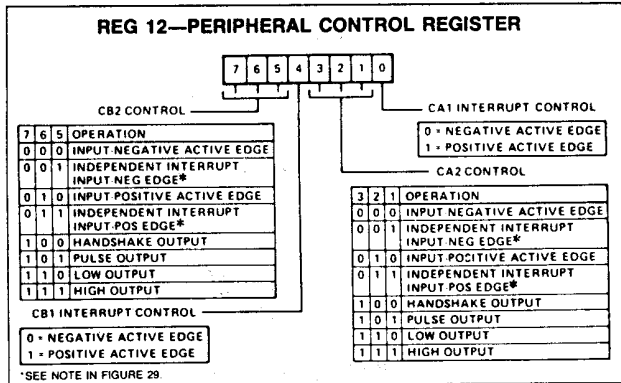 REG 12—PERIPHERAL CONTROL REGISTER
7 6 5 4 3 2 1 0
CB2 CONTROL
7 6 5 OPERATION
0 0 0 INPUT-NEGATIVE ACTIVE EDGE
0 0 1 INDEPENDENT INTERRUPT
INPUT-NEG EDGE*
0 1 0 INPUT-POSITIVE ACTIVE EDGE
0 1 1 INDEPENDENT INTERRUPT
INPUT-POS EDGE*
1 0 0 HANDSHAKE OUTPUT
1 0 1 PULSE OUTPUT
1 1 0 LOW OUTPUT
1 1 1 HIGH OUTPUT
CB1 INTERRUPT CONTROL
0 = NEGATIVE ACTIVE EDGE
1 = POSITIVE ACTIVE EDGE
*SEE NOTE IN FIGURE 29.
CA1 INTERRUPT CONTROL
0 = NEGATIVE ACTIVE EDGE
1 = POSITIVE ACTIVE EDGE
CA2 CONTROL
3 2 1 OPERATION
0 0 0 INPUT-NEGATIVE ACTIVE EDGE
0 0 1 INDEPENDENT INTERRUPT
INPUT-NEG EDGE*
0 1 0 INPUT-POSITIVE ACTIVE EDGE
0 1 1 INDEPENDENT INTERRUPT
INPUT-POS EDGE*
1 0 0 HANDSHAKE OUTPUT
1 0 1 PULSE OUTPUT
1 1 0 LOW OUTPUT
1 1 1 HIGH OUTPUT